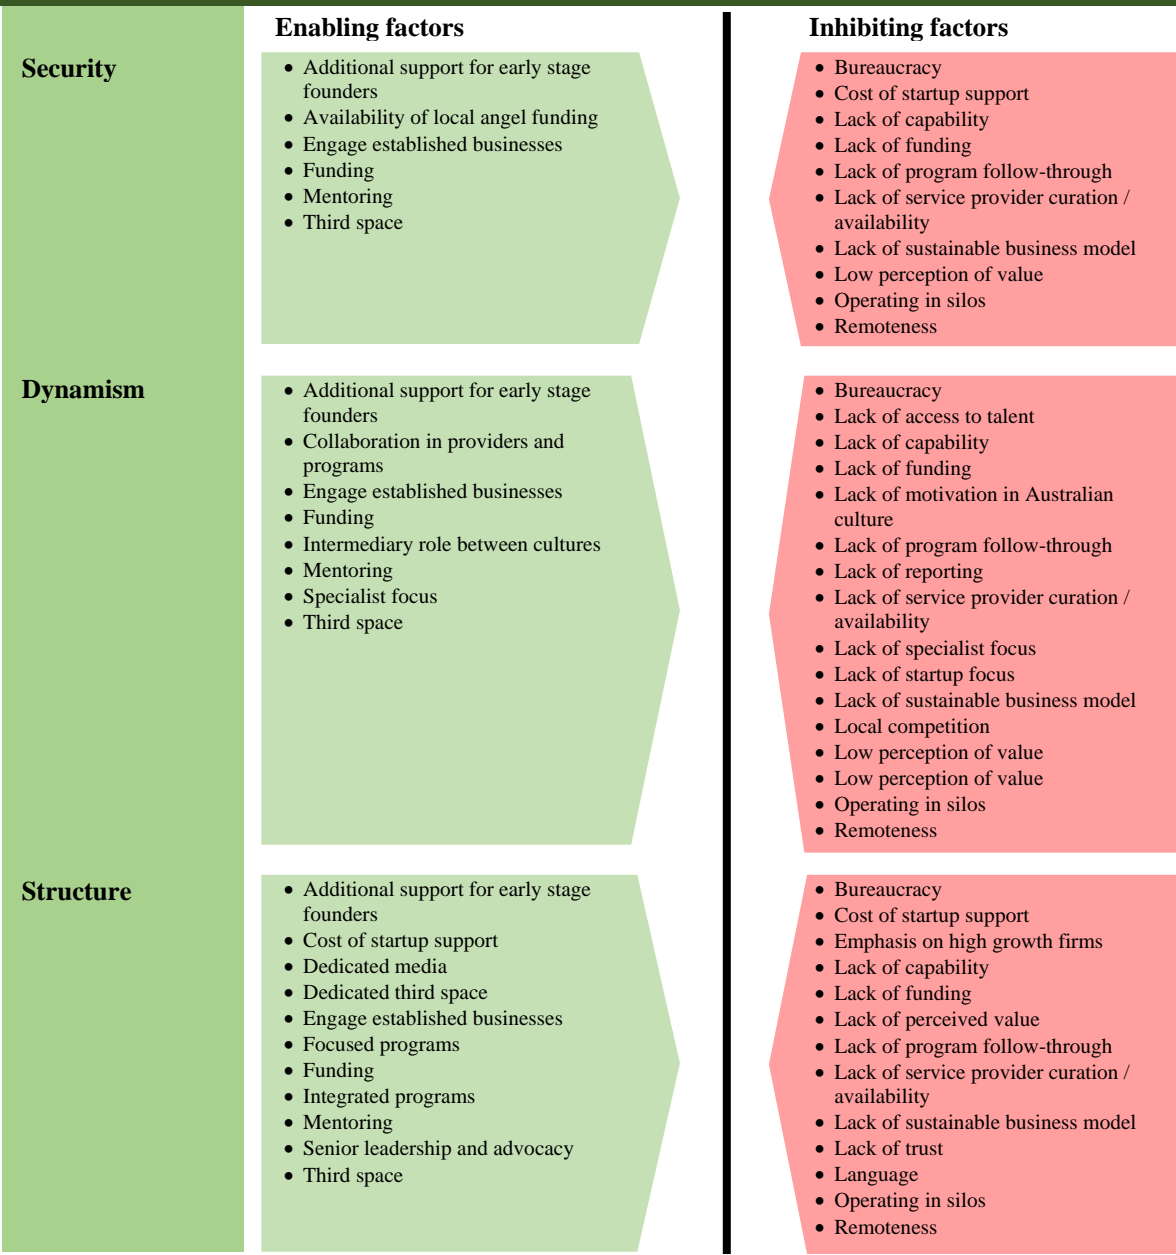 Enabling factors
Inhibiting factors
Security
• Additional support for early stage
founders
• Availability of local angel funding
• Engage established businesses
• Funding
• Mentoring
• Third space
• Bureaucracy
• Cost of startup support
• Lack of capability
• Lack of funding
• Lack of program follow-through
• Lack of service provider curation /
availability
• Lack of sustainable business model
• Low perception of value
• Operating in silos
• Remoteness
Dynamism
• Additional support for early stage
founders
• Collaboration in providers and
programs
• Engage established businesses
• Funding
• Intermediary role between cultures
• Mentoring
• Specialist focus
• Third space
• Bureaucracy
• Lack of access to talent
• Lack of capability
• Lack of funding
• Lack of motivation in Australian
culture
• Lack of program follow-through
• Lack of reporting
• Lack of service provider curation /
availability
• Lack of specialist focus
• Lack of startup focus
• Lack of sustainable business model
• Local competition
• Low perception of value
• Low perception of value
• Operating in silos
• Remoteness
Structure
• Additional support for early stage
founders
• Cost of startup support
• Dedicated media
• Dedicated third space
• Engage established businesses
• Focused programs
• Funding
• Integrated programs
• Mentoring
• Senior leadership and advocacy
• Third space
• Bureaucracy
• Cost of startup support
• Emphasis on high growth firms
• Lack of capability
• Lack of funding
• Lack of perceived value
• Lack of program follow-through
• Lack of service provider curation /
availability
• Lack of sustainable business model
• Lack of trust
• Language
• Operating in silos
• Remoteness